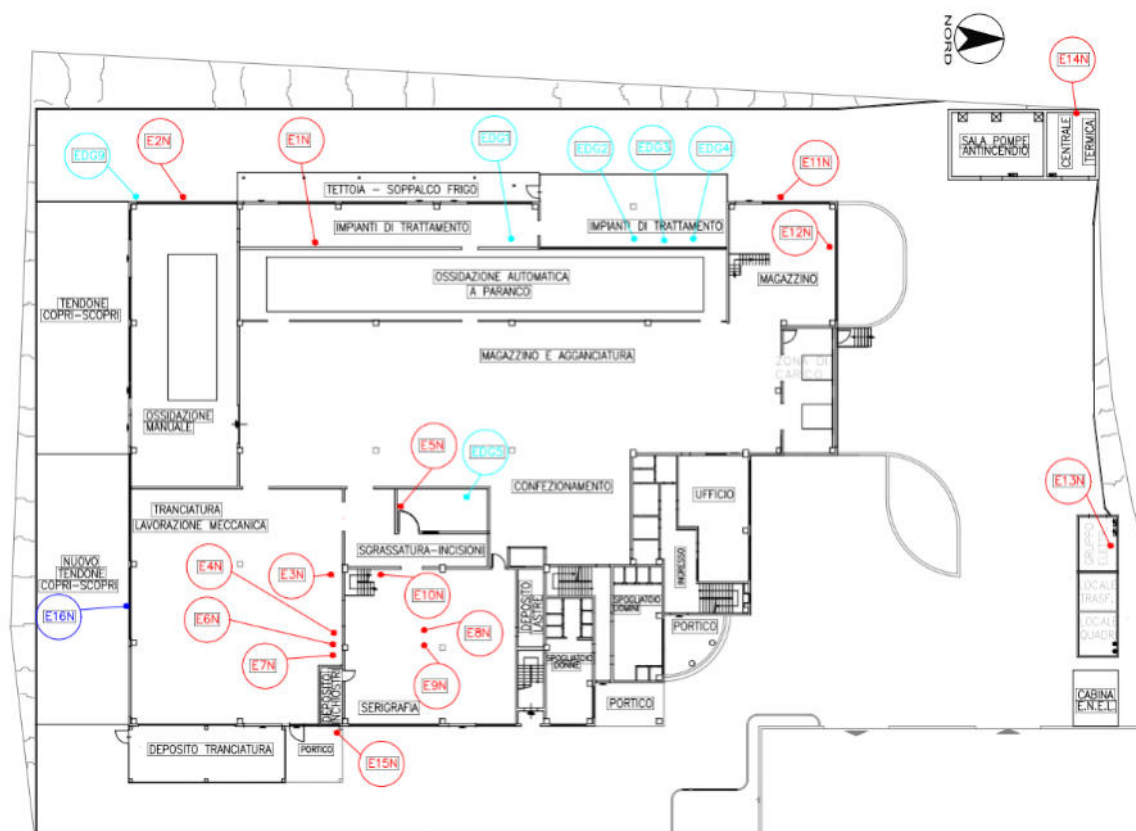 NORD
E14N
SALA POMPE
ANTINCENDIO
CENTRALE
TERMICA
EDG9
E2N
E1N
EDG1
EDG2
EDG3
EDG4
E11N
TETTOIA - SOPPALCO FRIGO
IMPIANTI DI TRATTAMENTO
IMPIANTI DI TRATTAMENTO
E12N
OSSIDAZIONE AUTOMATICA
A PARANCO
MAGAZZINO
TENDONE
COPRI-SCOPRI
MAGAZZINO E AGGANCIATURA
ZONA DI
CARICO
OSSIDAZIONE
MANUALE
E5N
EDG5
CONFEZIONAMENTO
UFFICIO
E13N
TRANCIATURA
LAVORAZIONE MECCANICA
SGRASSATURA-INCISIONI
GRUPPO
ELETT.
NUOVO
TENDONE
COPRI-SCOPRI
E4N
E3N
E10N
INGRESSO
E16N
E6N
E8N
DEPOSITO
LASTRE
SPOGLIATOIO
UOMINI
LOCALE
TRASF.
PORTICO
LOCALE
QUADRI
E7N
E9N
SPOGLIATOIO
DONNE
DEPOSITO
INCHIOSTRI
SERIGRAFIA
PORTICO
CABINA
E.N.E.L.
DEPOSITO TRANCIATURA
PORTICO
E15N